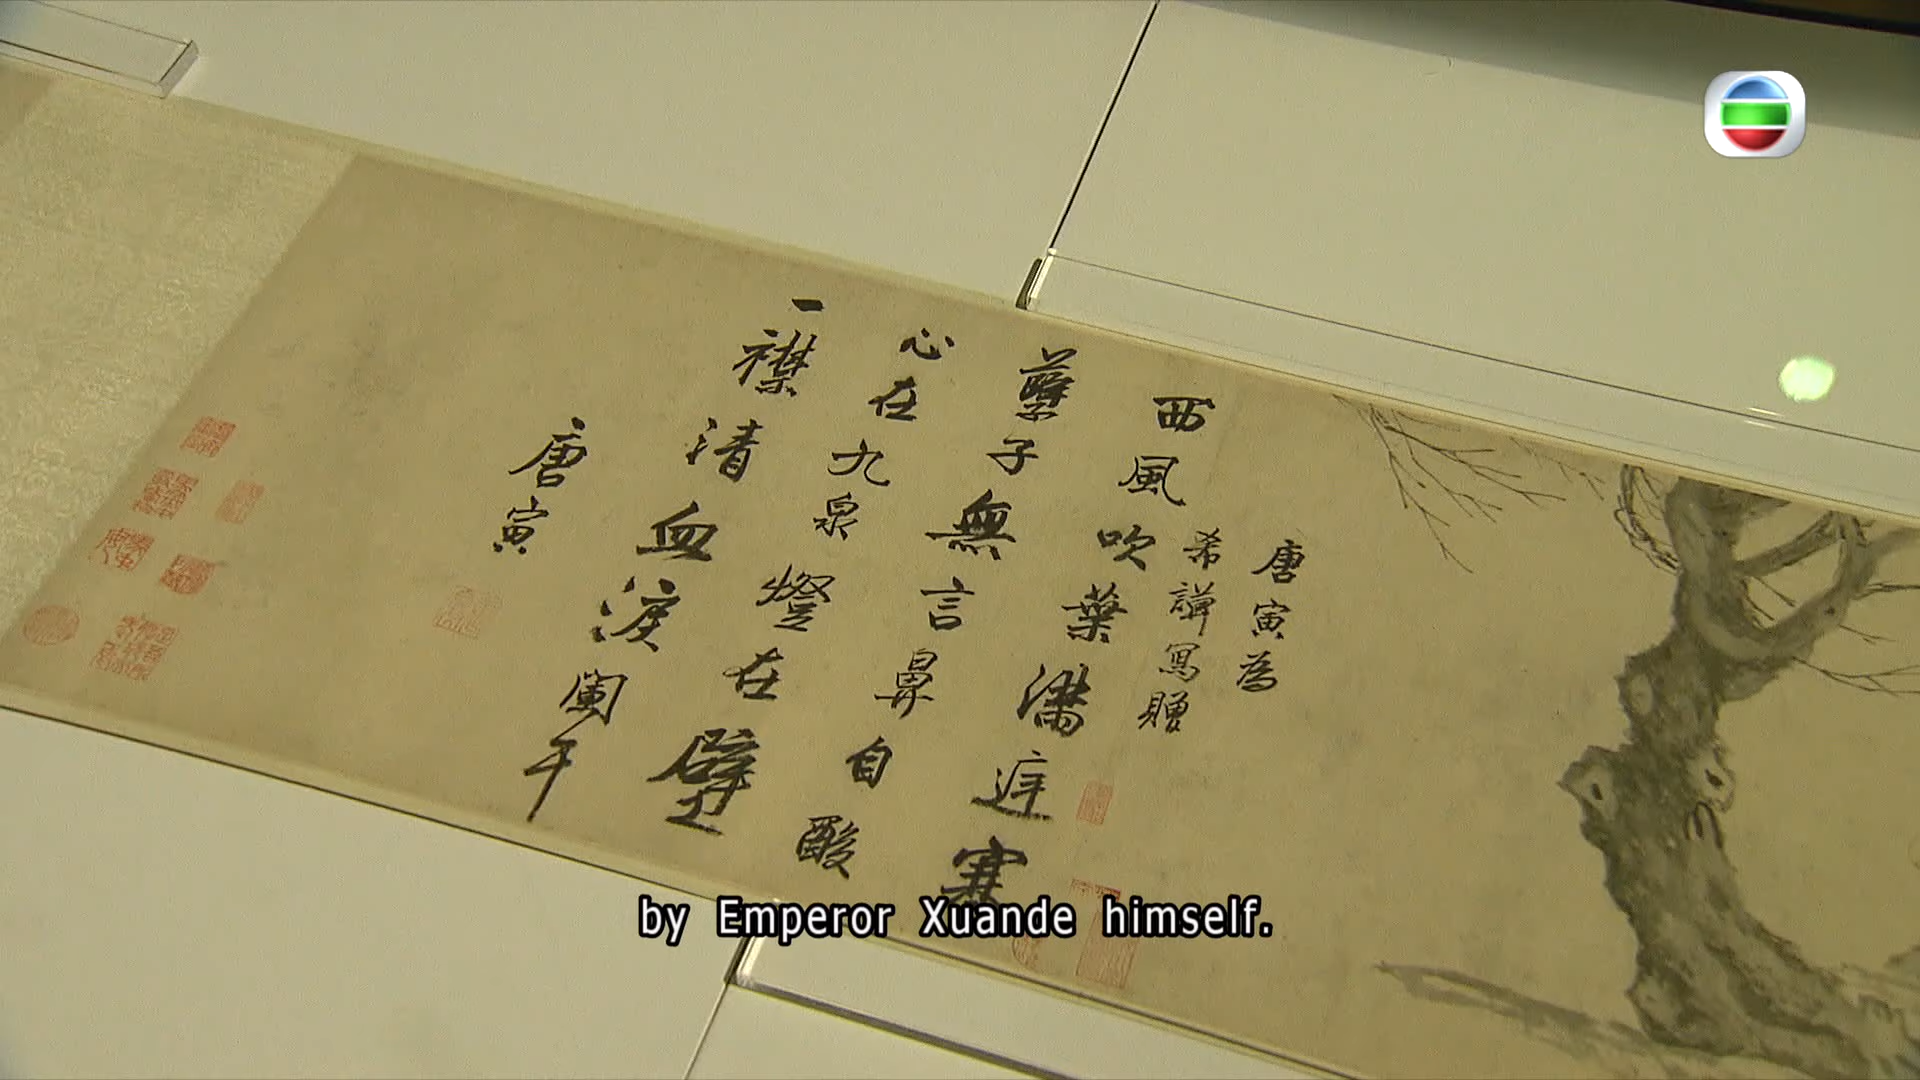 唐寅為
希謨寫贈
西風吹葉滿庭寒
孽子無言鼻自酸
心在九泉燈在壁
一襟清血淚闌干
唐寅
by Emperor Xuande himself.